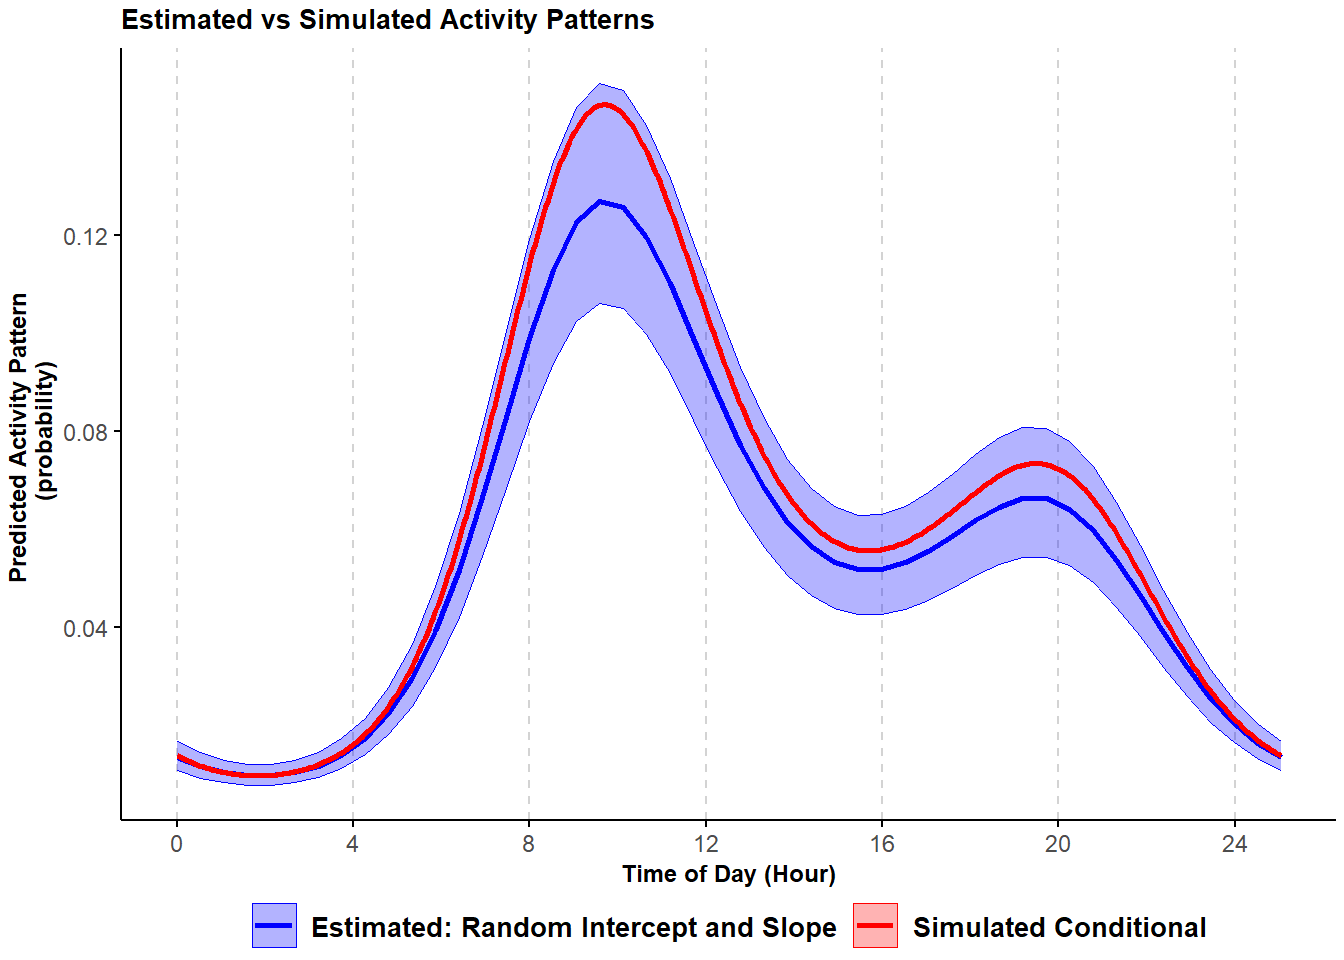 Estimated vs Simulated Activity Patterns
Predicted Activity Pattern
(probability)
0.12
0.08
0.04
0 4 8 12 16 20 24
Time of Day (Hour)
Estimated: Random Intercept and Slope Simulated Conditional